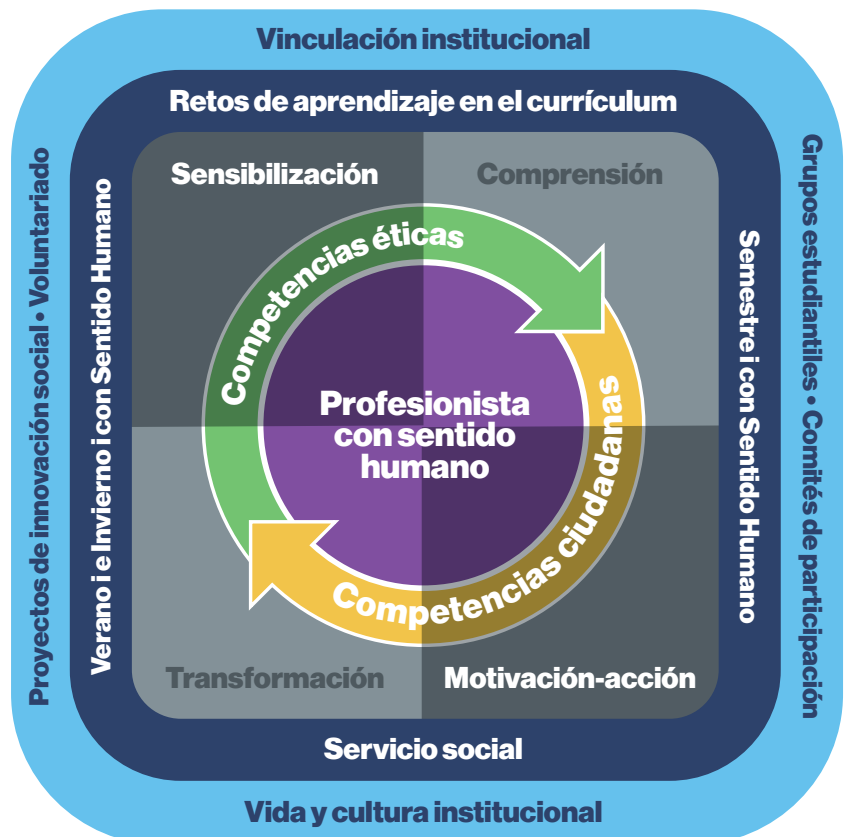 Vinculación institucional
Retos de aprendizaje en el currículum
Proyectos de innovación social • Voluntariado
Verano i e Invierno i con Sentido Humano
Sensibilización
Comprensión
Competencias éticas
Profesionista
con sentido
humano
Competencias ciudadanas
Transformación
Motivación-acción
Semestre i con Sentido Humano
Grupos estudiantiles • Comités de participación
Servicio social
Vida y cultura institucional